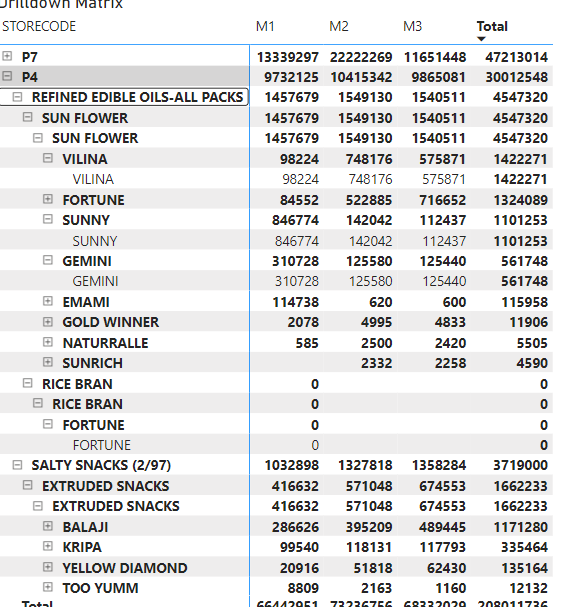 Drilldown Matrix
STORECODE M1 M2 M3 Total
P7 13339297 22222269 11651448 47213014
P4 9732125 10415342 9865081 30012548
REFINED EDIBLE OILS-ALL PACKS 1457679 1549130 1540511 4547320
SUN FLOWER 1457679 1549130 1540511 4547320
SUN FLOWER 1457679 1549130 1540511 4547320
VILINA 98224 748176 575871 1422271
VILINA 98224 748176 575871 1422271
FORTUNE 84552 522885 716652 1324089
SUNNY 846774 142042 112437 1101253
SUNNY 846774 142042 112437 1101253
GEMINI 310728 125580 125440 561748
GEMINI 310728 125580 125440 561748
EMAMI 114738 620 600 115958
GOLD WINNER 2078 4995 4833 11906
NATURRALLE 585 2500 2420 5505
SUNRICH 2332 2258 4590
RICE BRAN 0 0
RICE BRAN 0 0
FORTUNE 0 0
FORTUNE 0 0
SALTY SNACKS (2/97) 1032898 1327818 1358284 3719000
EXTRUDED SNACKS 416632 571048 674553 1662233
EXTRUDED SNACKS 416632 571048 674553 1662233
BALAJI 286626 395209 489445 1171280
KRIPA 99540 118131 117793 335464
YELLOW DIAMOND 20916 51818 62430 135164
TOO YUMM 8809 2163 1160 12132
Total 66442951 73236756 68332029 208011736